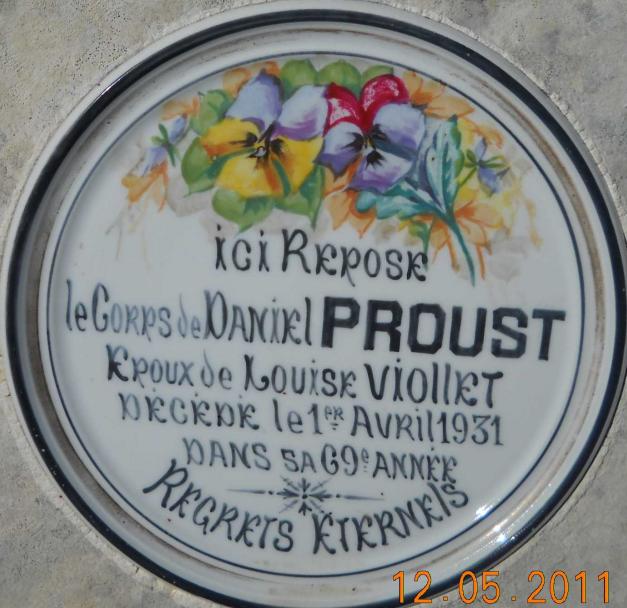 ici Repose
le Corps de Daniel PROUST
Epoux de Louise Viollet
Décédé le 1er Avril 1931
dans sa 69e Année
Regrets Eternels
12.05.2011